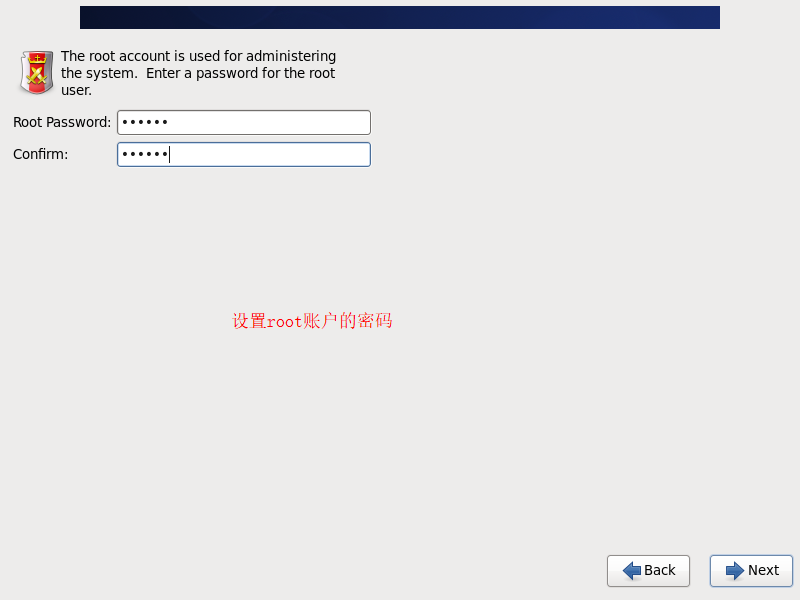 The root account is used for administering
the system.  Enter a password for the root
user.
Root Password: ••••••
Confirm: ••••••
设置root账户的密码
Back
Next